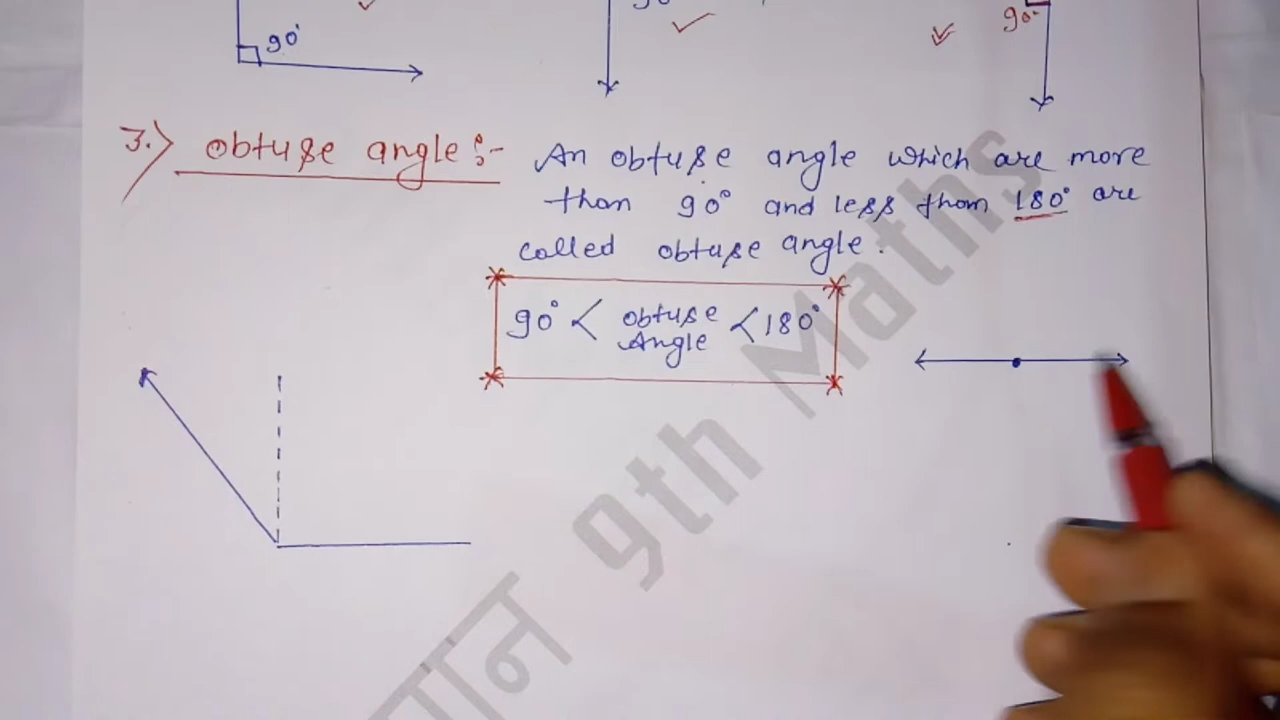 90°
90°
3.> obtuse angle:-
An obtuse angle which are more
than 90° and less than 180° are
called obtuse angle.
90° < obtuse Angle < 180°
9th Maths